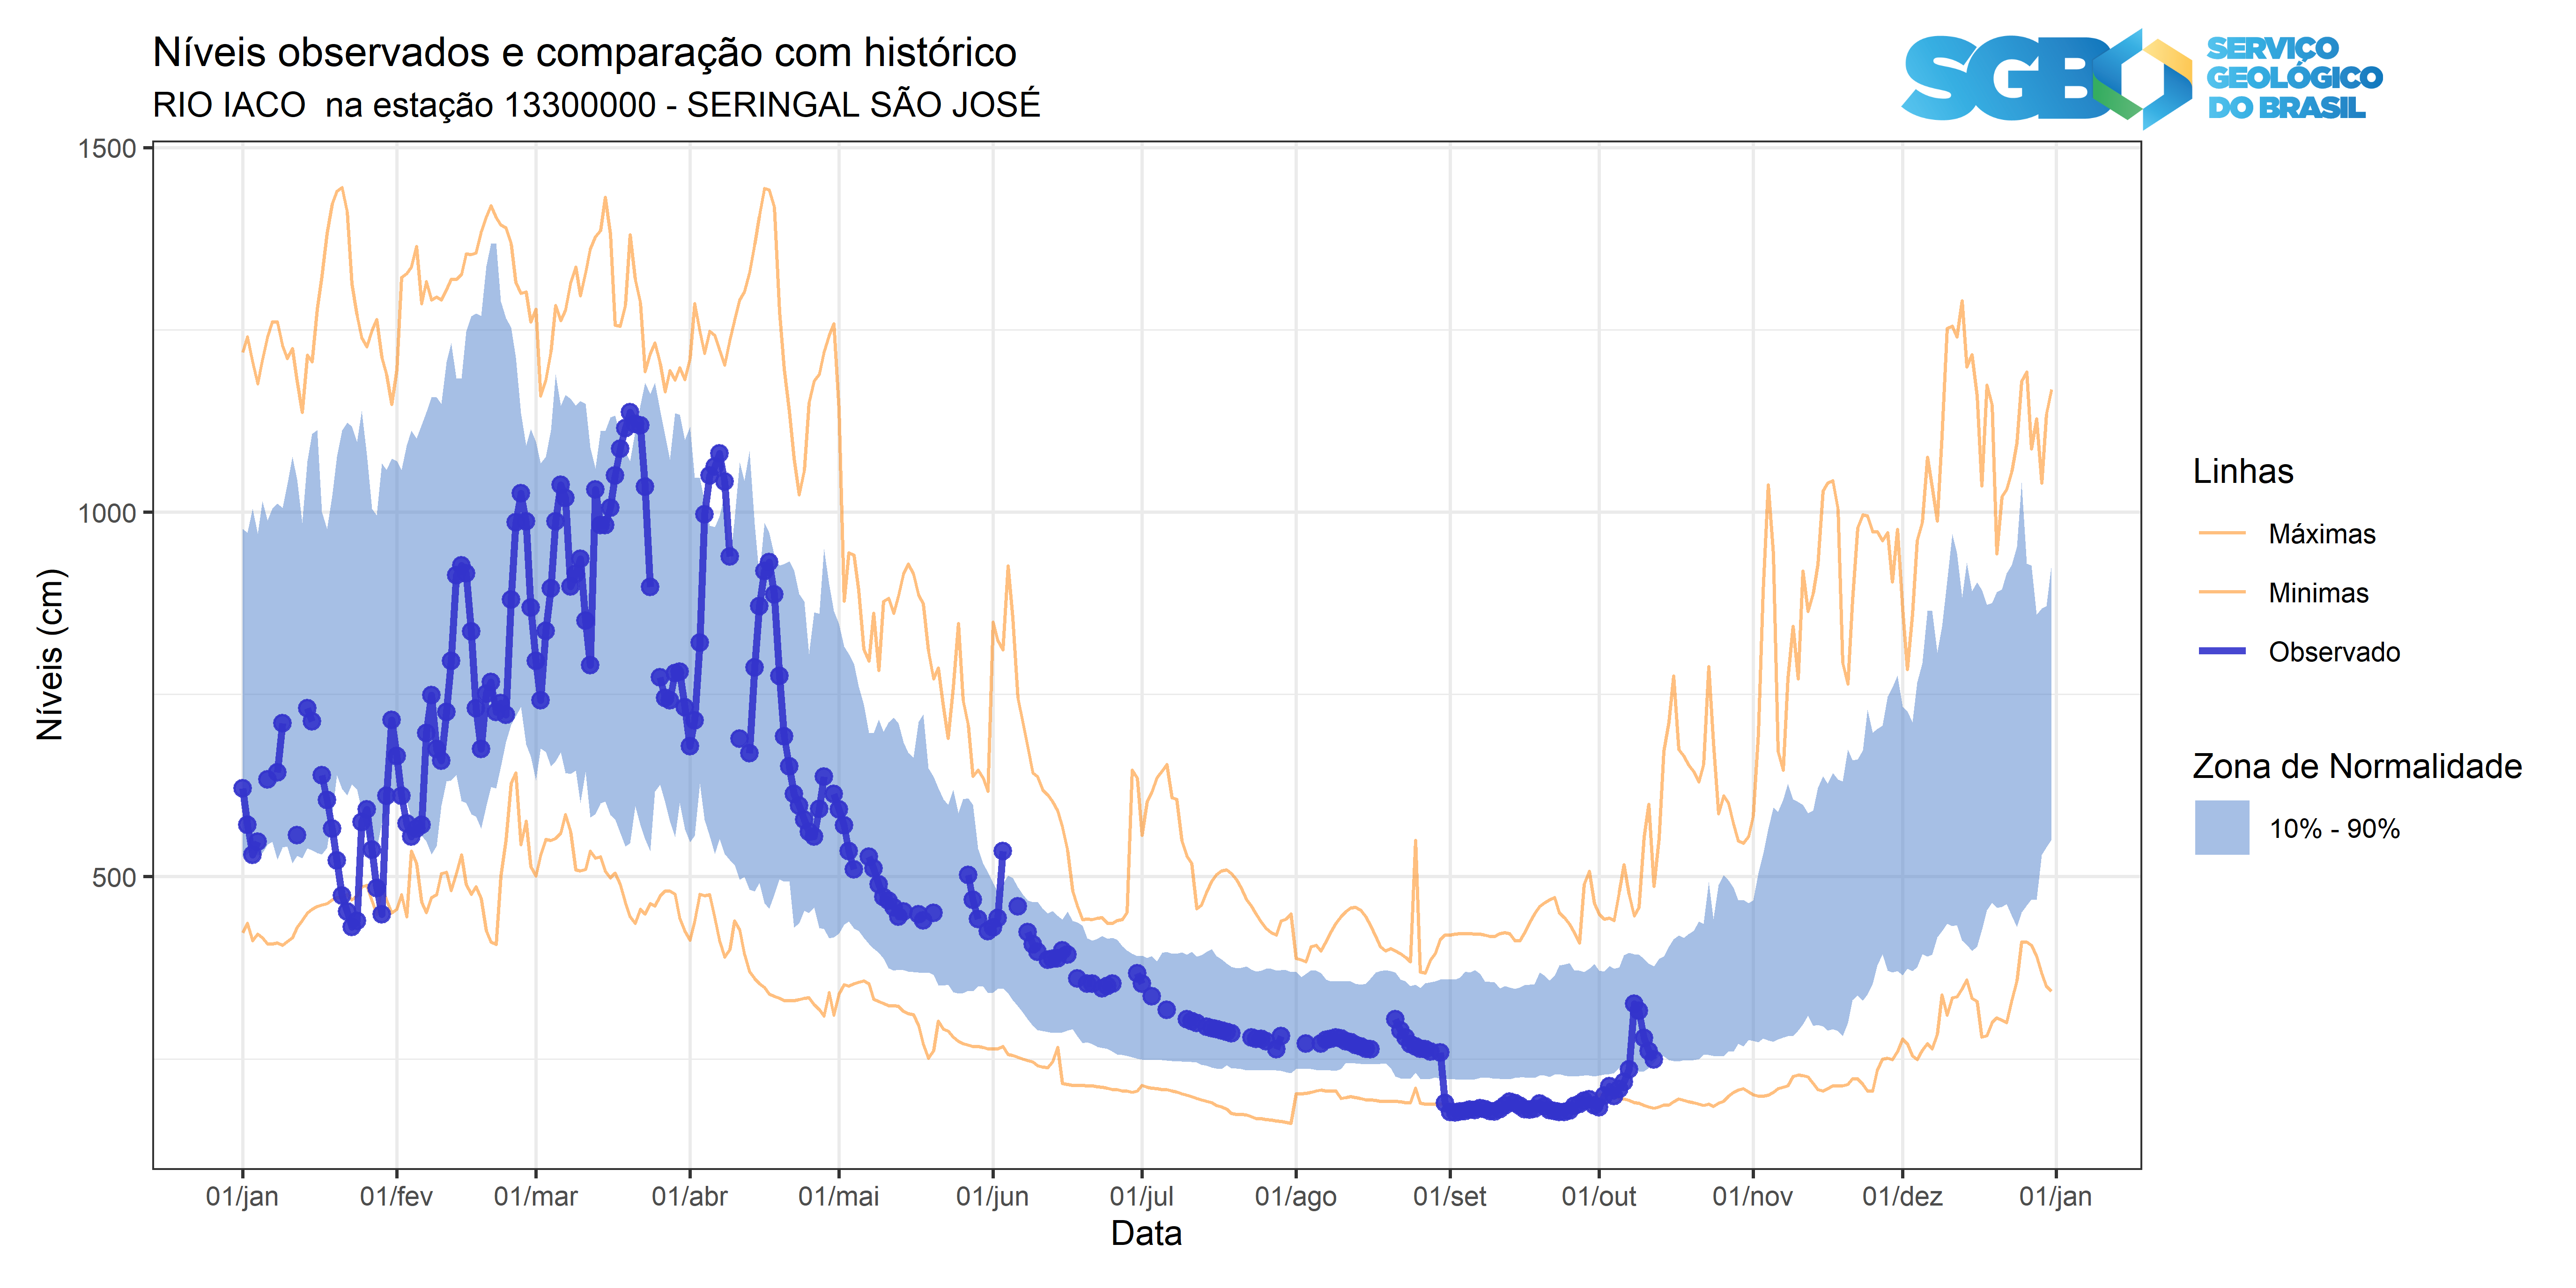 Níveis observados e comparação com histórico
RIO IACO na estação 13300000 - SERINGAL SÃO JOSÉ
SGB
SERVIÇO
GEOLÓGICO
DO BRASIL
1500
1000
500
Níveis (cm)
01/jan
01/fev
01/mar
01/abr
01/mai
01/jun
01/jul
01/ago
01/set
01/out
01/nov
01/dez
01/jan
Data
Linhas
Máximas
Minimas
Observado
Zona de Normalidade
10% - 90%